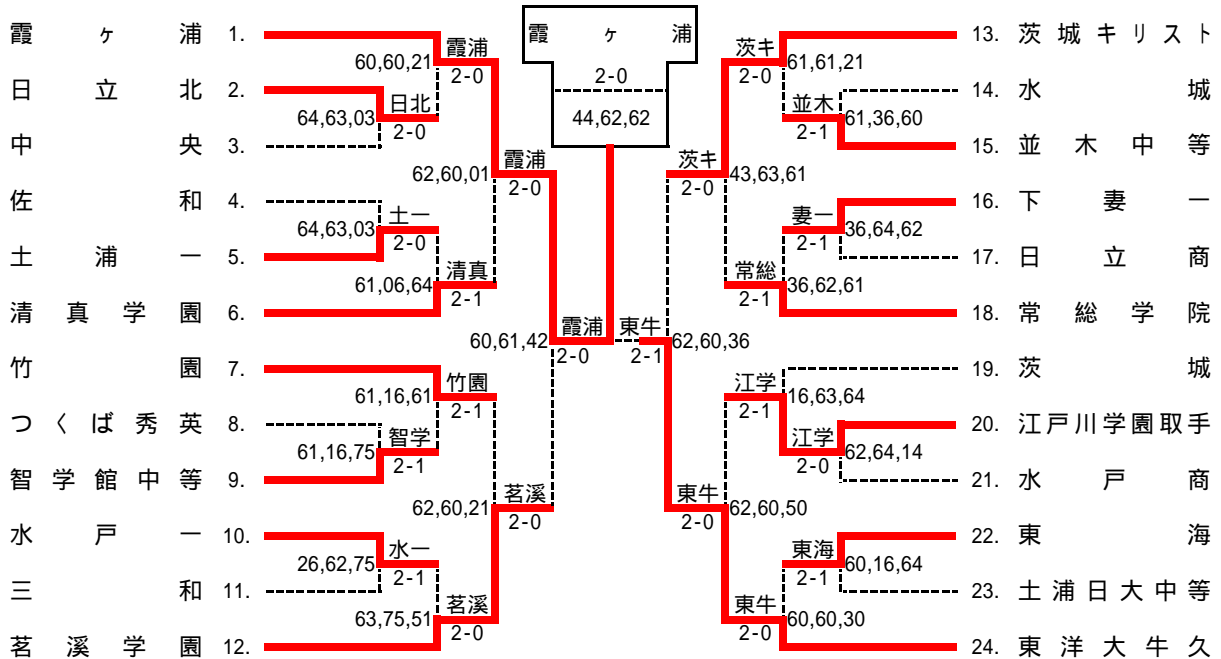 霞ヶ浦 1.
日立北 2.
中央 3.
佐和 4.
土浦一 5.
清真学園 6.
竹園 7.
つくば秀英 8.
智学館中等 9.
水戸一 10.
三和 11.
茗溪学園 12.
60,60,21
霞浦
2-0
64,63,03
日北
2-0
64,63,03
土一
2-0
61,06,64
清真
2-1
62,60,01
霞浦
2-0
61,16,61
竹園
2-1
61,16,75
智学
2-1
26,62,75
水一
2-1
63,75,51
茗溪
2-0
62,60,21
茗溪
2-0
60,61,42
霞浦
2-0
霞ヶ浦
2-0
44,62,62
東牛
2-1
62,60,36
茨キ
2-0
43,63,61
茨キ
2-0
61,61,21
並木
2-1
61,36,60
妻一
2-1
36,64,62
常総
2-1
36,62,61
江学
2-1
16,63,64
江学
2-0
62,64,14
東牛
2-0
62,60,50
東海
2-1
60,16,64
東牛
2-0
60,60,30
13. 茨城キリスト
14. 水城
15. 並木中等
16. 下妻一
17. 日立商
18. 常総学院
19. 茨城
20. 江戸川学園取手
21. 水戸商
22. 東海
23. 土浦日大中等
24. 東洋大牛久